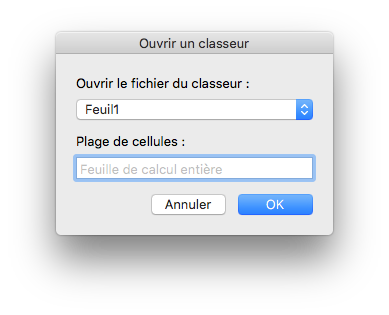 Ouvrir un classeur
Ouvrir le fichier du classeur :
Feuil1
Plage de cellules :
Feuille de calcul entière
Annuler
OK